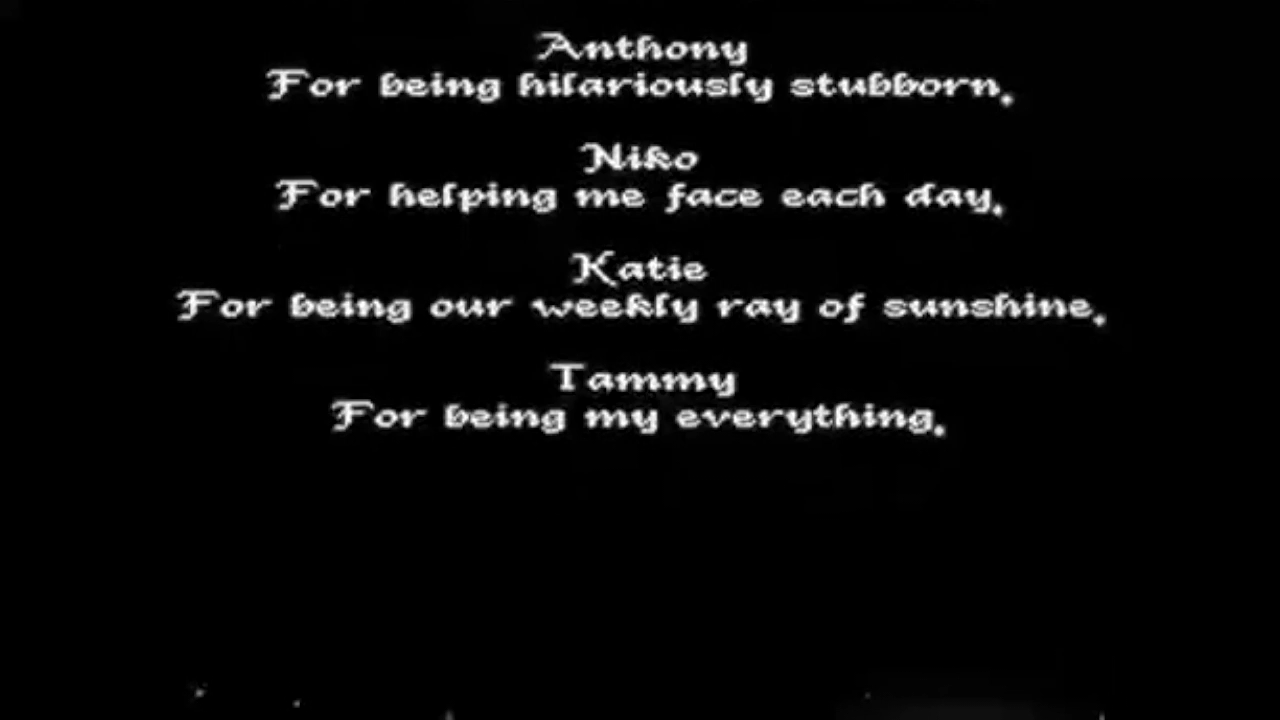 Anthony
For being hilariously stubborn.
Niko
For helping me face each day.
Katie
For being our weekly ray of sunshine.
Tammy
For being my everything.